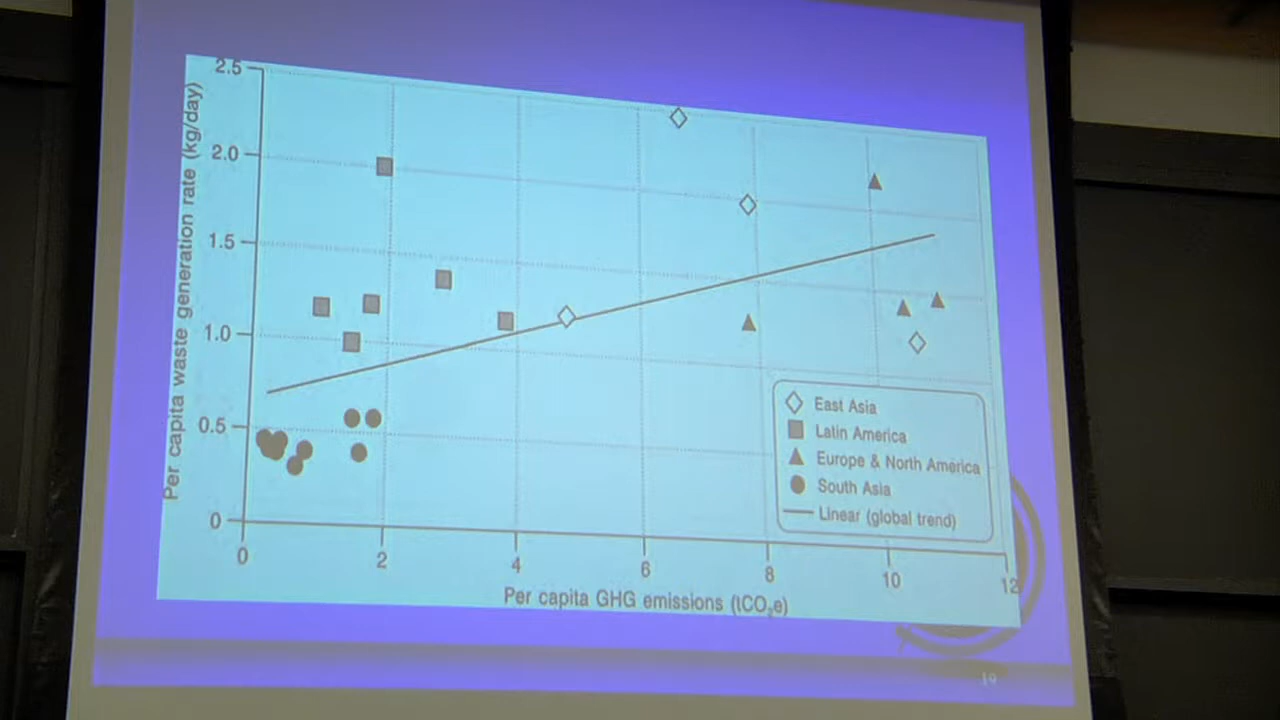 2.5
2.0
1.5
1.0
0.5
0
Per capita waste generation rate (kg/day)
East Asia
Latin America
Europe & North America
South Asia
Linear (global trend)
0 2 4 6 8 10 12
Per capita GHG emissions (tCO₂e)
19